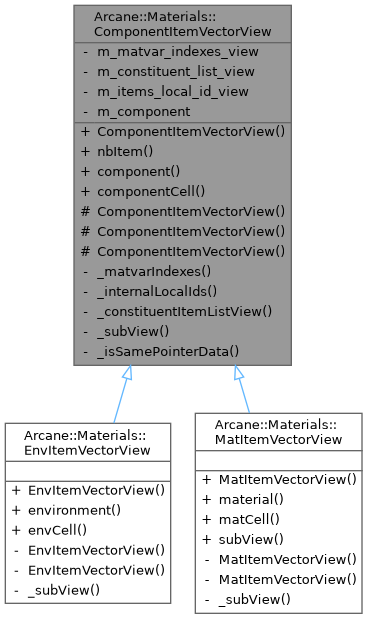 Arcane::Materials::
ComponentItemVectorView
- m_matvar_indexes_view
- m_constituent_list_view
- m_items_local_id_view
- m_component
+ ComponentItemVectorView()
+ nbItem()
+ component()
+ componentCell()
# ComponentItemVectorView()
# ComponentItemVectorView()
# ComponentItemVectorView()
- _matvarIndexes()
- _internalLocalIds()
- _constituentItemListView()
- _subView()
- _isSamePointerData()
Arcane::Materials::
EnvItemVectorView
+ EnvItemVectorView()
+ environment()
+ envCell()
- EnvItemVectorView()
- EnvItemVectorView()
- _subView()
Arcane::Materials::
MatItemVectorView
+ MatItemVectorView()
+ material()
+ matCell()
+ subView()
- MatItemVectorView()
- MatItemVectorView()
- _subView()